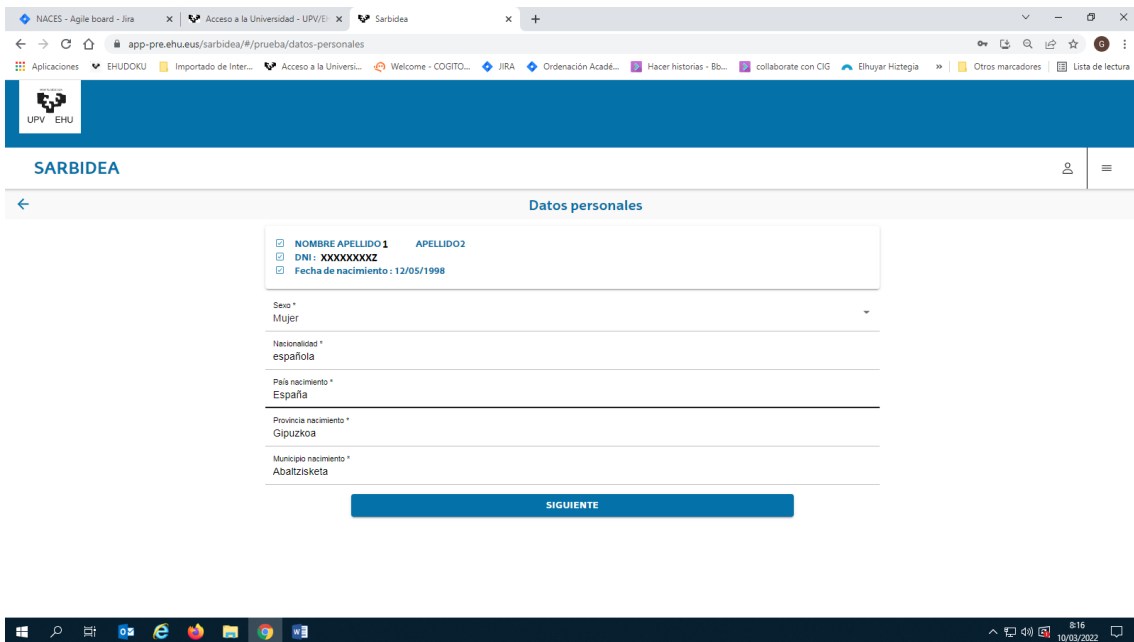 NACES - Agile board - Jira
Acceso a la Universidad - UPV/EH
Sarbidea
app-pre.ehu.eus/sarbidea/#/prueba/datos-personales
G
Aplicaciones EHUDOKU Importado de Inter... Acceso a la Universi... Welcome - COGITO... JIRA Ordenación Acadé... Hacer historias - Bb... collaborate con CIG Elhuyar Hiztegia » Otros marcadores Lista de lectura
UPV EHU
SARBIDEA
Datos personales
NOMBRE APELLIDO 1 APELLIDO2
DNI : XXXXXXXXZ
Fecha de nacimiento : 12/05/1998
Sexo *
Mujer
Nacionalidad *
española
País nacimiento *
España
Provincia nacimiento *
Gipuzkoa
Municipio nacimiento *
Abaltzisketa
SIGUIENTE
8:16
10/03/2022